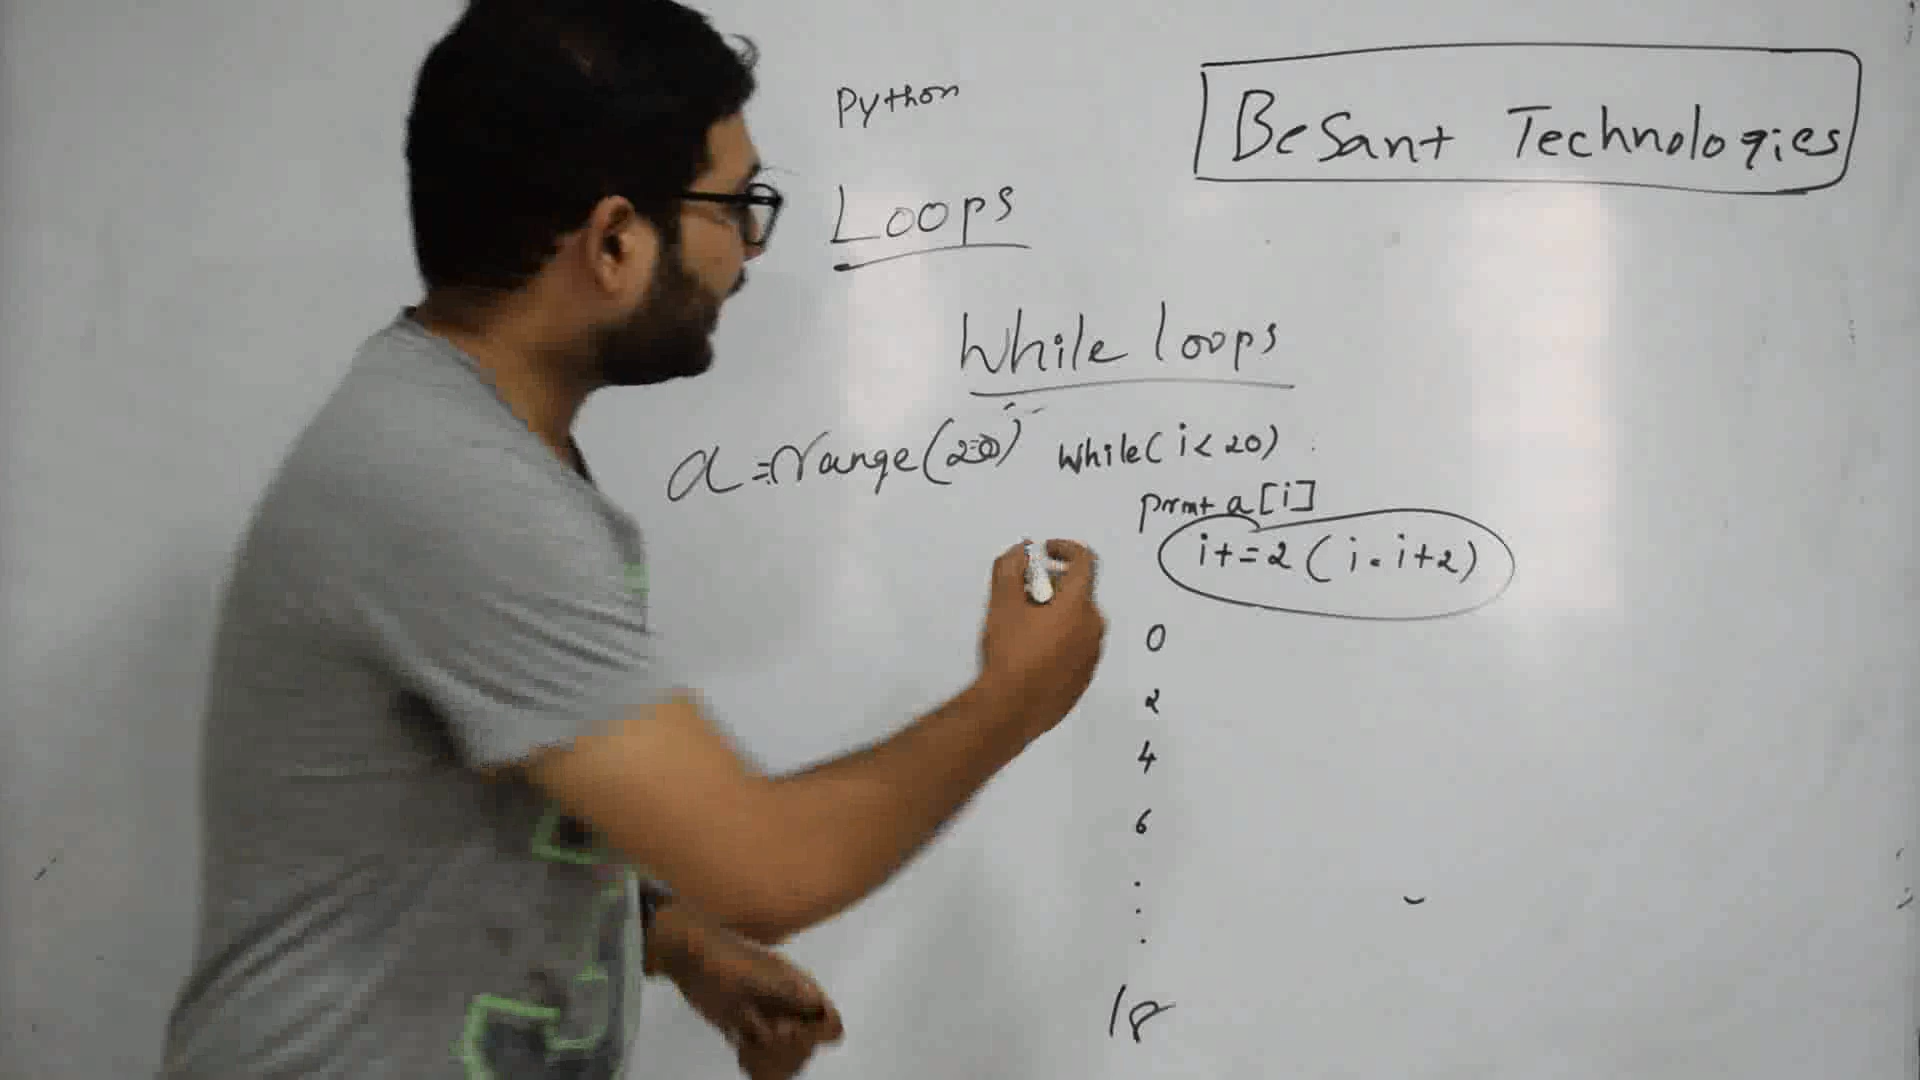 Python
Besant Technologies
Loops
While loops
a=range(20) while(i<20)
print a[i]
i+=2(i=i+2)
0
2
4
6
.
.
.
18